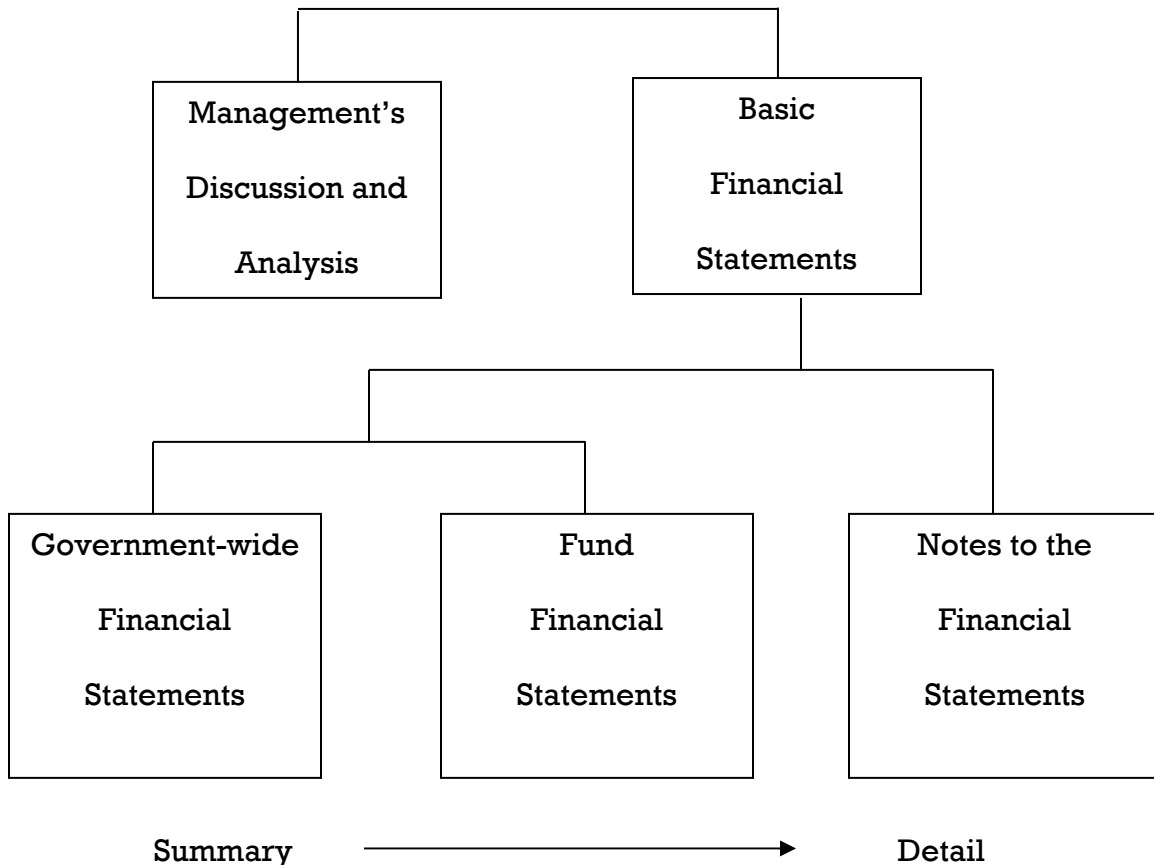 Management’s
Discussion and
Analysis
Basic
Financial
Statements
Government-wide
Financial
Statements
Fund
Financial
Statements
Notes to the
Financial
Statements
Summary
Detail